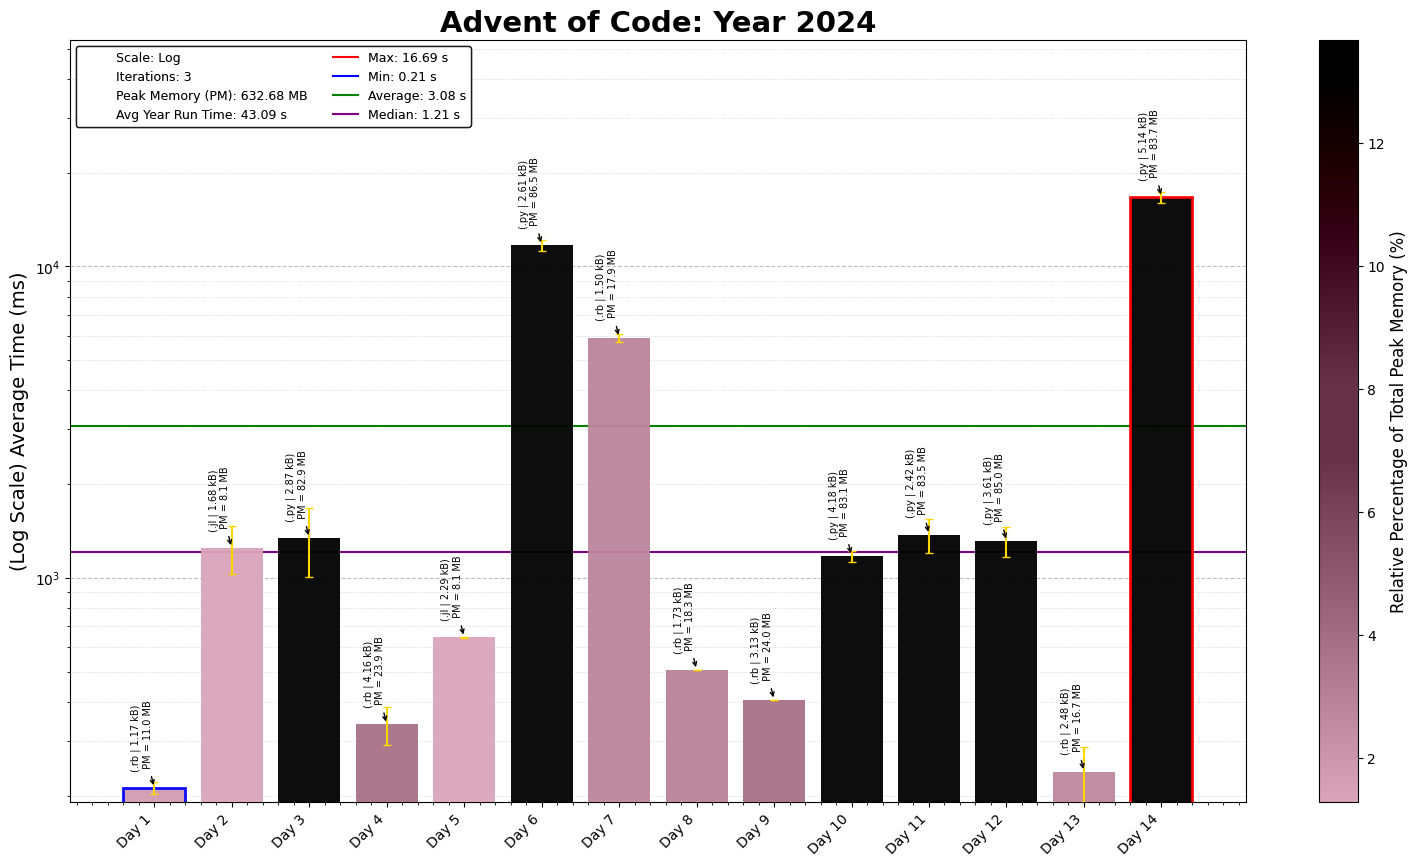 Advent of Code: Year 2024
Scale: Log
Iterations: 3
Peak Memory (PM): 632.68 MB
Avg Year Run Time: 43.09 s
Max: 16.69 s
Min: 0.21 s
Average: 3.08 s
Median: 1.21 s
(Log Scale) Average Time (ms)
10⁴
10³
(.rb | 1.17 kB)
PM = 11.0 MB
(.jl | 1.68 kB)
PM = 8.1 MB
(.py | 2.87 kB)
PM = 82.9 MB
(.rb | 4.16 kB)
PM = 23.9 MB
(.jl | 2.29 kB)
PM = 8.1 MB
(.py | 2.61 kB)
PM = 86.5 MB
(.rb | 1.50 kB)
PM = 17.9 MB
(.rb | 1.73 kB)
PM = 18.3 MB
(.rb | 3.13 kB)
PM = 24.0 MB
(.py | 4.18 kB)
PM = 83.1 MB
(.py | 2.42 kB)
PM = 83.5 MB
(.py | 3.61 kB)
PM = 85.0 MB
(.rb | 2.48 kB)
PM = 16.7 MB
(.py | 5.14 kB)
PM = 83.7 MB
Day 1
Day 2
Day 3
Day 4
Day 5
Day 6
Day 7
Day 8
Day 9
Day 10
Day 11
Day 12
Day 13
Day 14
12
10
8
6
4
2
Relative Percentage of Total Peak Memory (%)